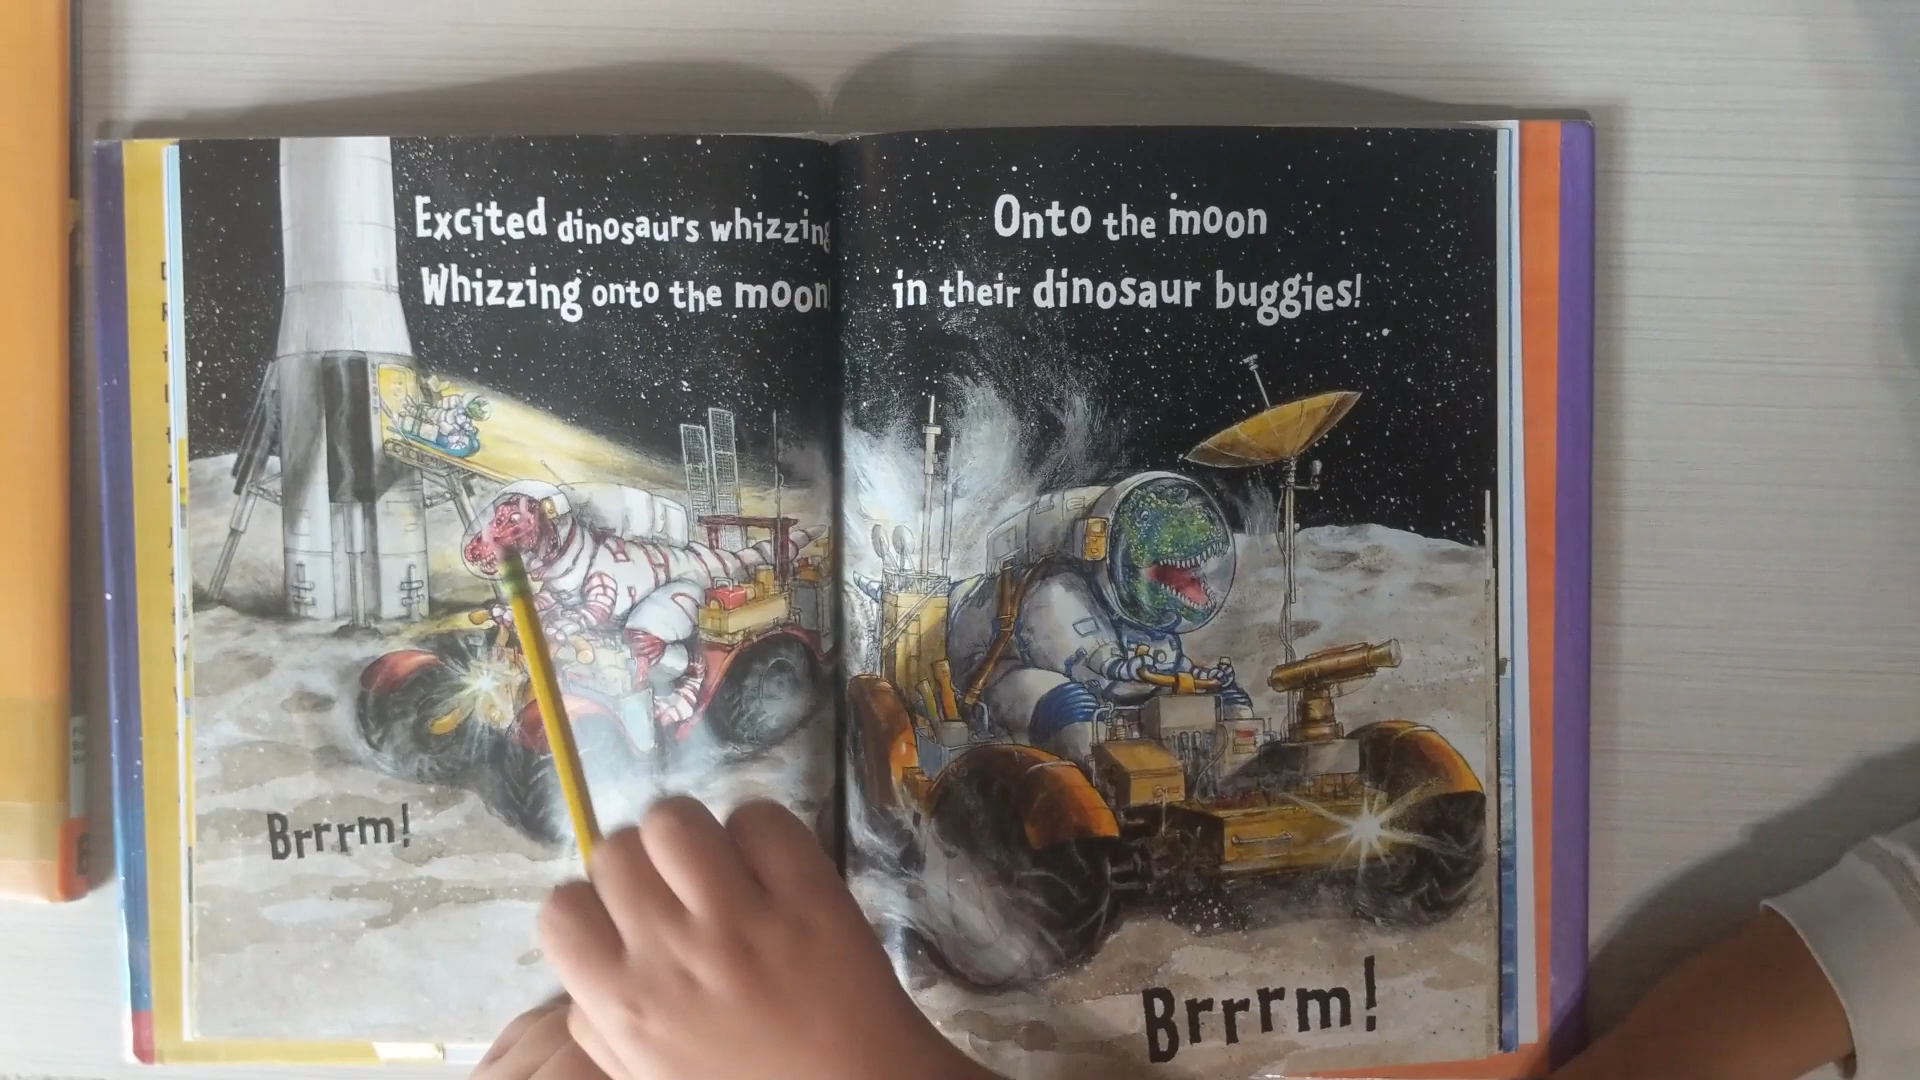 Excited dinosaurs whizzing
Whizzing onto the moon
Brrrm!
Onto the moon
in their dinosaur buggies!
Brrrm!